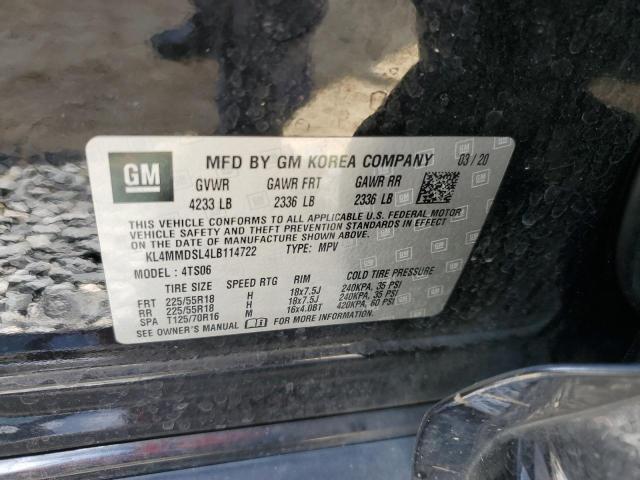 GM MFD BY GM KOREA COMPANY 03/20
GVWR GAWR FRT GAWR RR
4233 LB 2336 LB 2336 LB
THIS VEHICLE CONFORMS TO ALL APPLICABLE U.S. FEDERAL MOTOR
VEHICLE SAFETY AND THEFT PREVENTION STANDARDS IN EFFECT
ON THE DATE OF MANUFACTURE SHOWN ABOVE.
KL4MMDSL4LB114722 TYPE: MPV
MODEL: 4TS06
TIRE SIZE SPEED RTG RIM COLD TIRE PRESSURE
FRT 225/55R18 H 18x7.5J 240KPA, 35 PSI
RR 225/55R18 H 18x7.5J 240KPA, 35 PSI
SPA T125/70R16 M 16x4.0BT 420KPA, 60 PSI
SEE OWNER'S MANUAL FOR MORE INFORMATION.